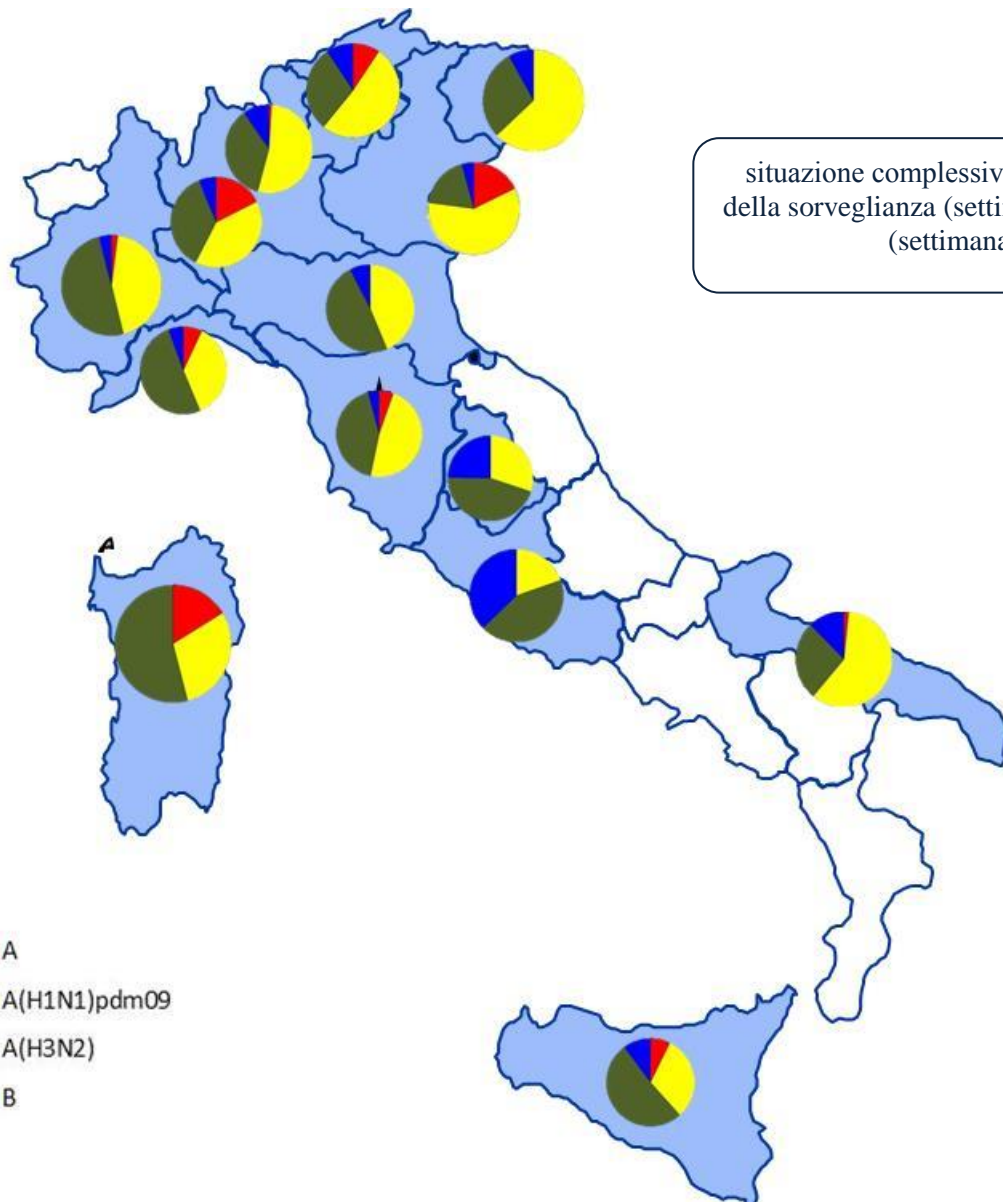 situazione complessiv
della sorveglianza (setti
(settimana
A
A(H1N1)pdm09
A(H3N2)
B